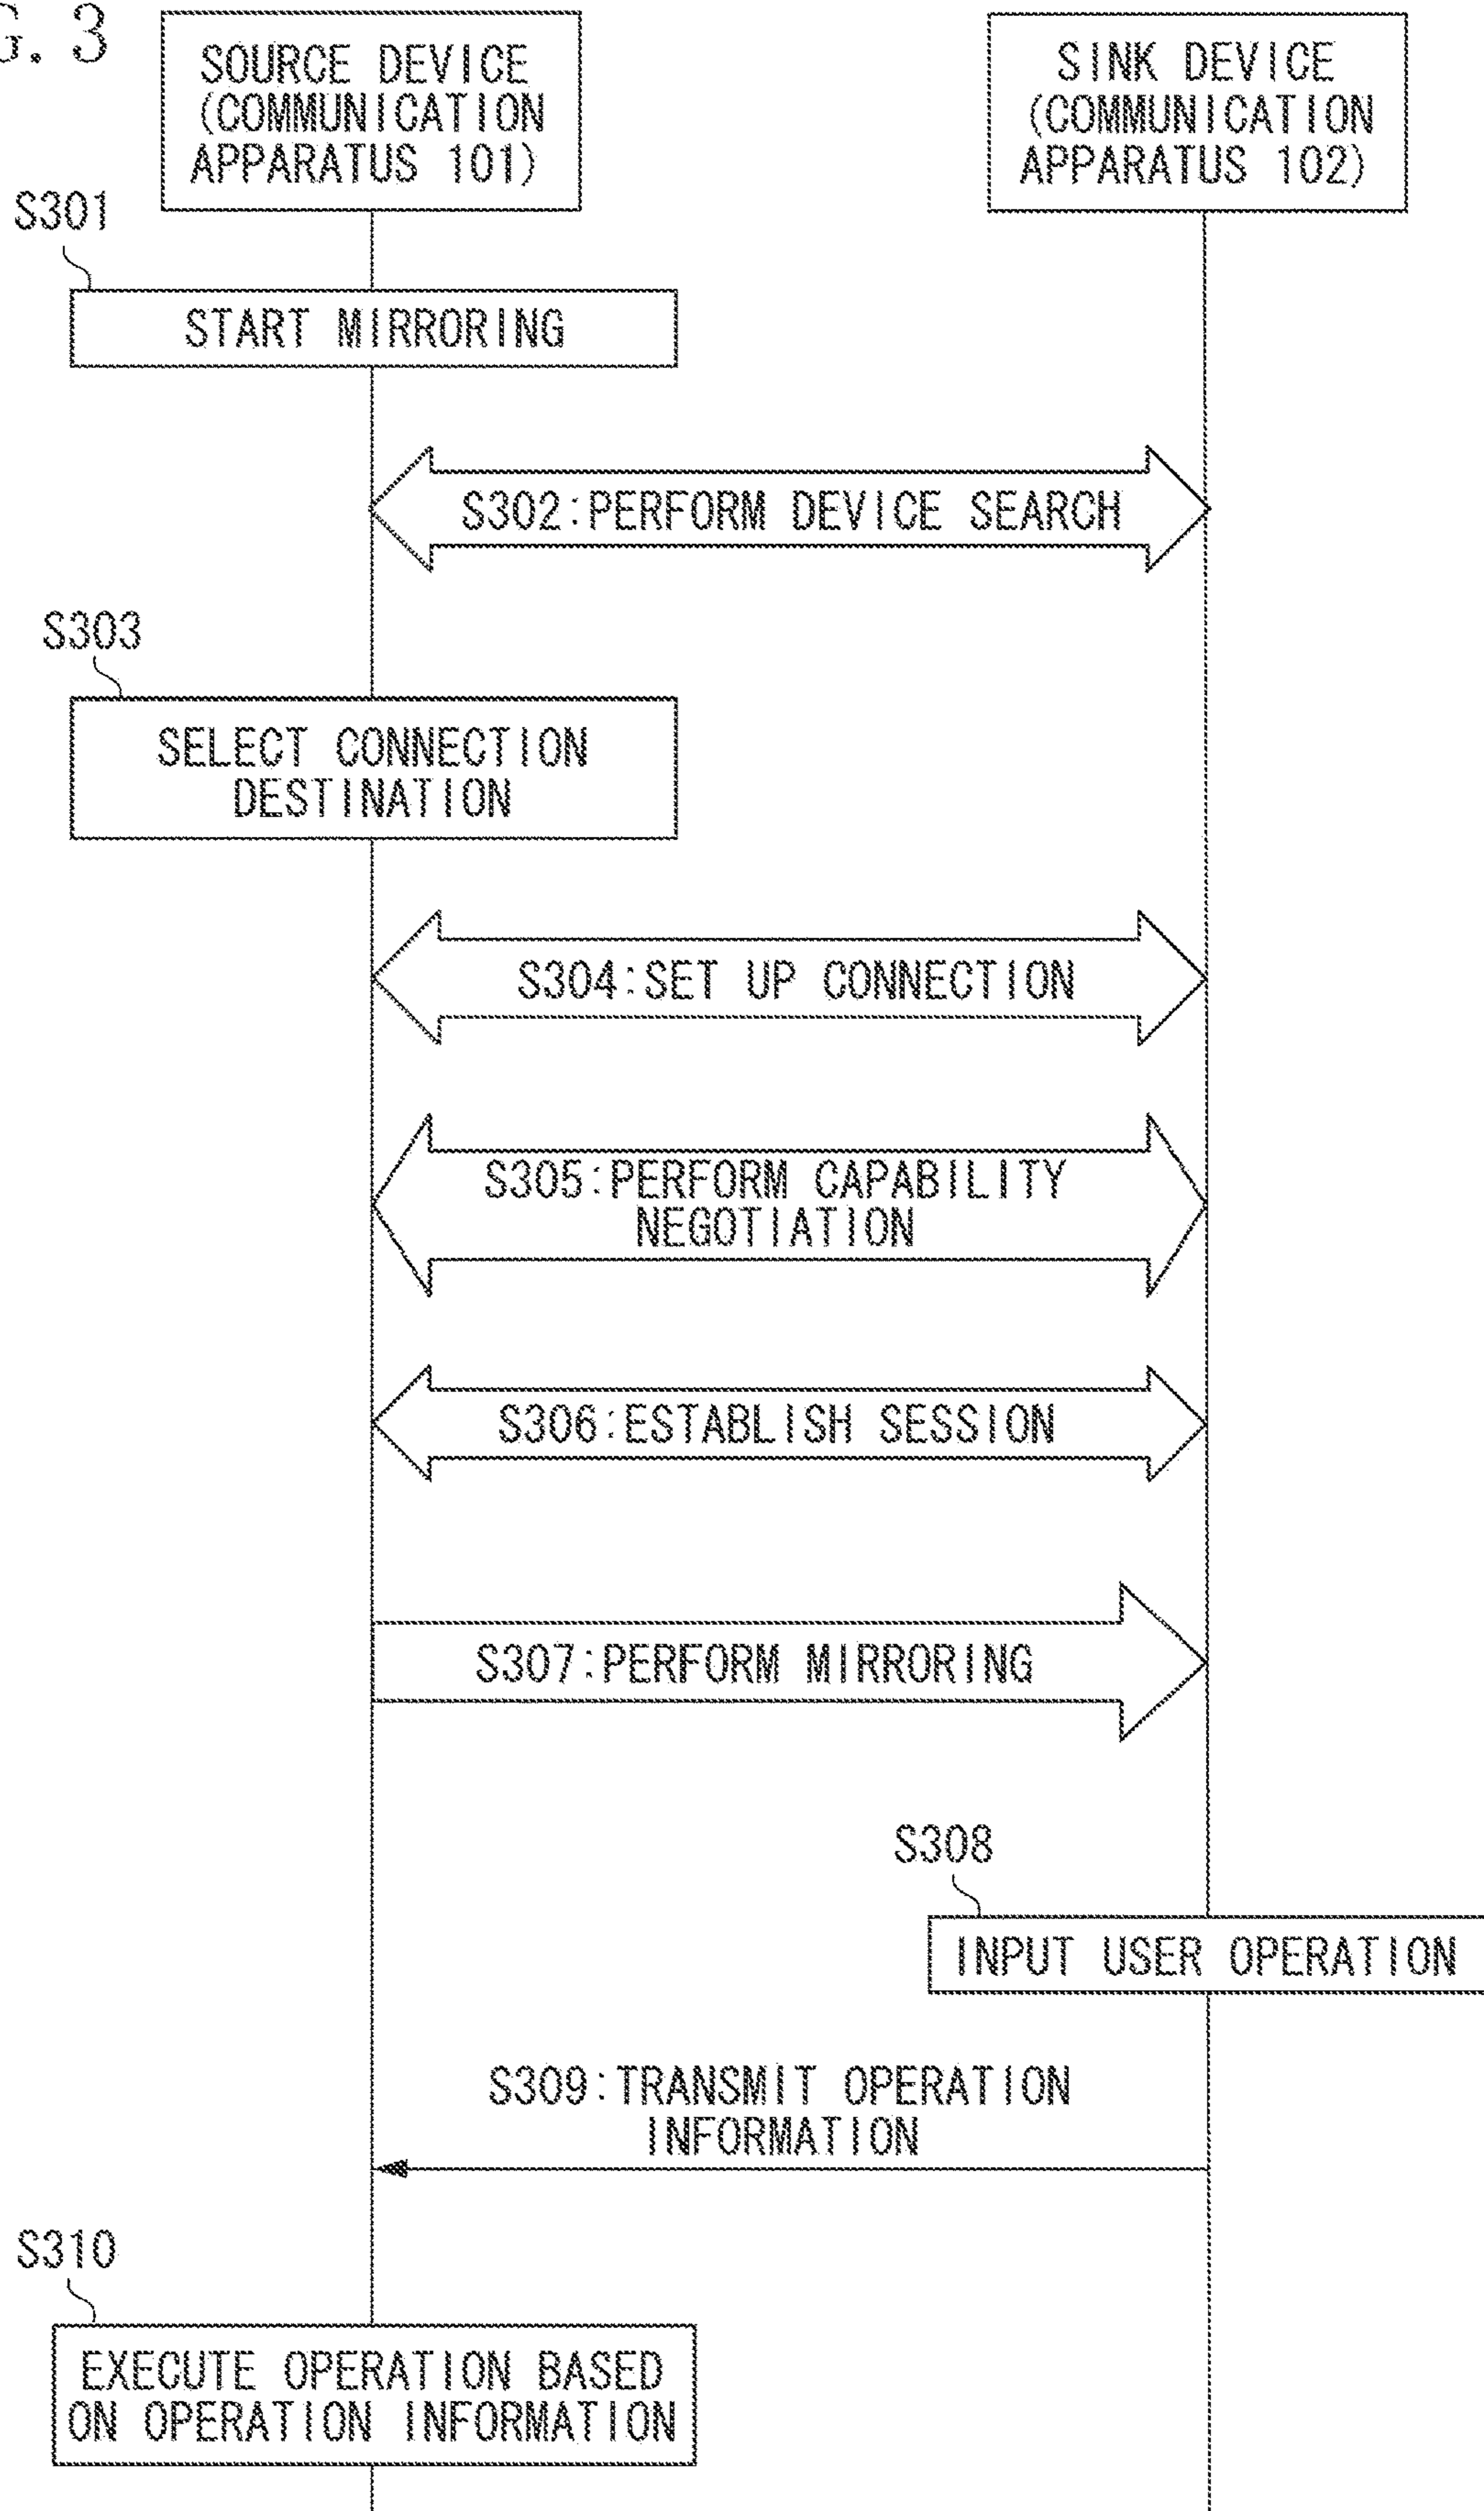 G. 3
SOURCE DEVICE
(COMMUNICATION
APPARATUS 101)
SINK DEVICE
(COMMUNICATION
APPARATUS 102)
S301
START MIRRORING
S302:PERFORM DEVICE SEARCH
S303
SELECT CONNECTION
DESTINATION
S304:SET UP CONNECTION
S305:PERFORM CAPABILITY
NEGOTIATION
S306:ESTABLISH SESSION
S307:PERFORM MIRRORING
S308
INPUT USER OPERATION
S309:TRANSMIT OPERATION
INFORMATION
S310
EXECUTE OPERATION BASED
ON OPERATION INFORMATION